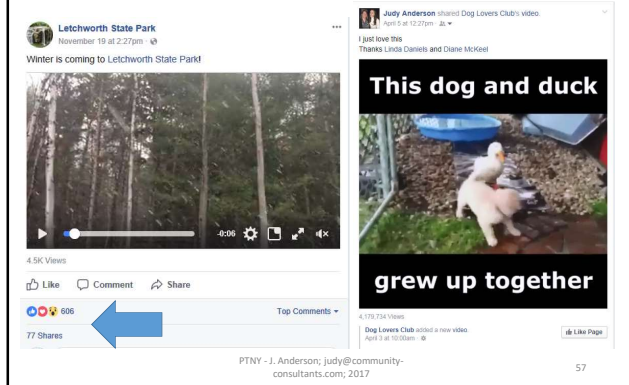 Letchworth State Park
November 19 at 2:27pm ·
Winter is coming to Letchworth State Park!
-0:06
4.5K Views
Like Comment Share
606
Top Comments
77 Shares
Judy Anderson shared Dog Lovers Club's video.
April 5 at 12:27pm ·
I just love this
Thanks Linda Daniels and Diane McKeel
This dog and duck
grew up together
4,179,734 Views
Dog Lovers Club added a new video.
April 3 at 10:00am ·
Like Page
PTNY - J. Anderson; judy@community-
consultants.com; 2017
57